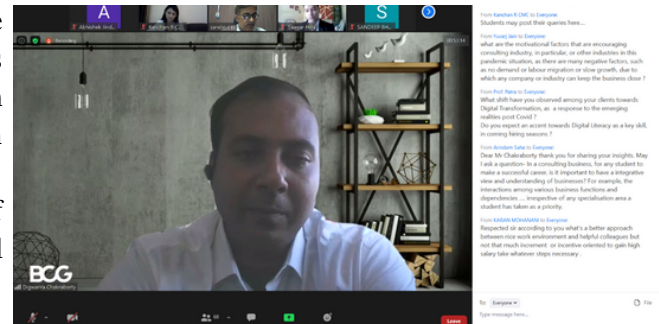 A
S
Abhishek
Kanchan R C
SANDEEP BH
Recording
BCG
Digwanta Chakraborty
68
Leave
From Kanchan R CMC to Everyone:
Students may post their queries here...
From Yuvraj Jain to Everyone:
what are the motivational factors that are encouraging
consulting industry, in particular, or other industries in this
pandemic situation, as there are many negative factors, such
as no demand or labour migration or slow growth, due to
which any company or industry can keep the business close ?
From Prof. Patra to Everyone:
What shift have you observed among your clients towards
Digital Transformation, as a response to the emerging
realities post Covid ?
Do you expect an accent towards Digital Literacy as a key skill,
in coming hiring seasons ?
From Arindam Saha to Everyone:
Dear Mr Chakraborty thank you for sharing your insights. May
I ask a question- In a consulting business, for any student to
make a successful career, is it important to have a integrative
view and understanding of businesses? For example, the
interactions among various business functions and
dependencies .... irrespective of any specialisation area a
student has taken as a priority.
From KARAN MOHANANI to Everyone:
Respected sir according to you what's a better approach
between nice work environment and helpful colleagues but
not that much increment or incentive oriented to gain high
salary take whatever steps necessary .
To: Everyone
File
Type message here...